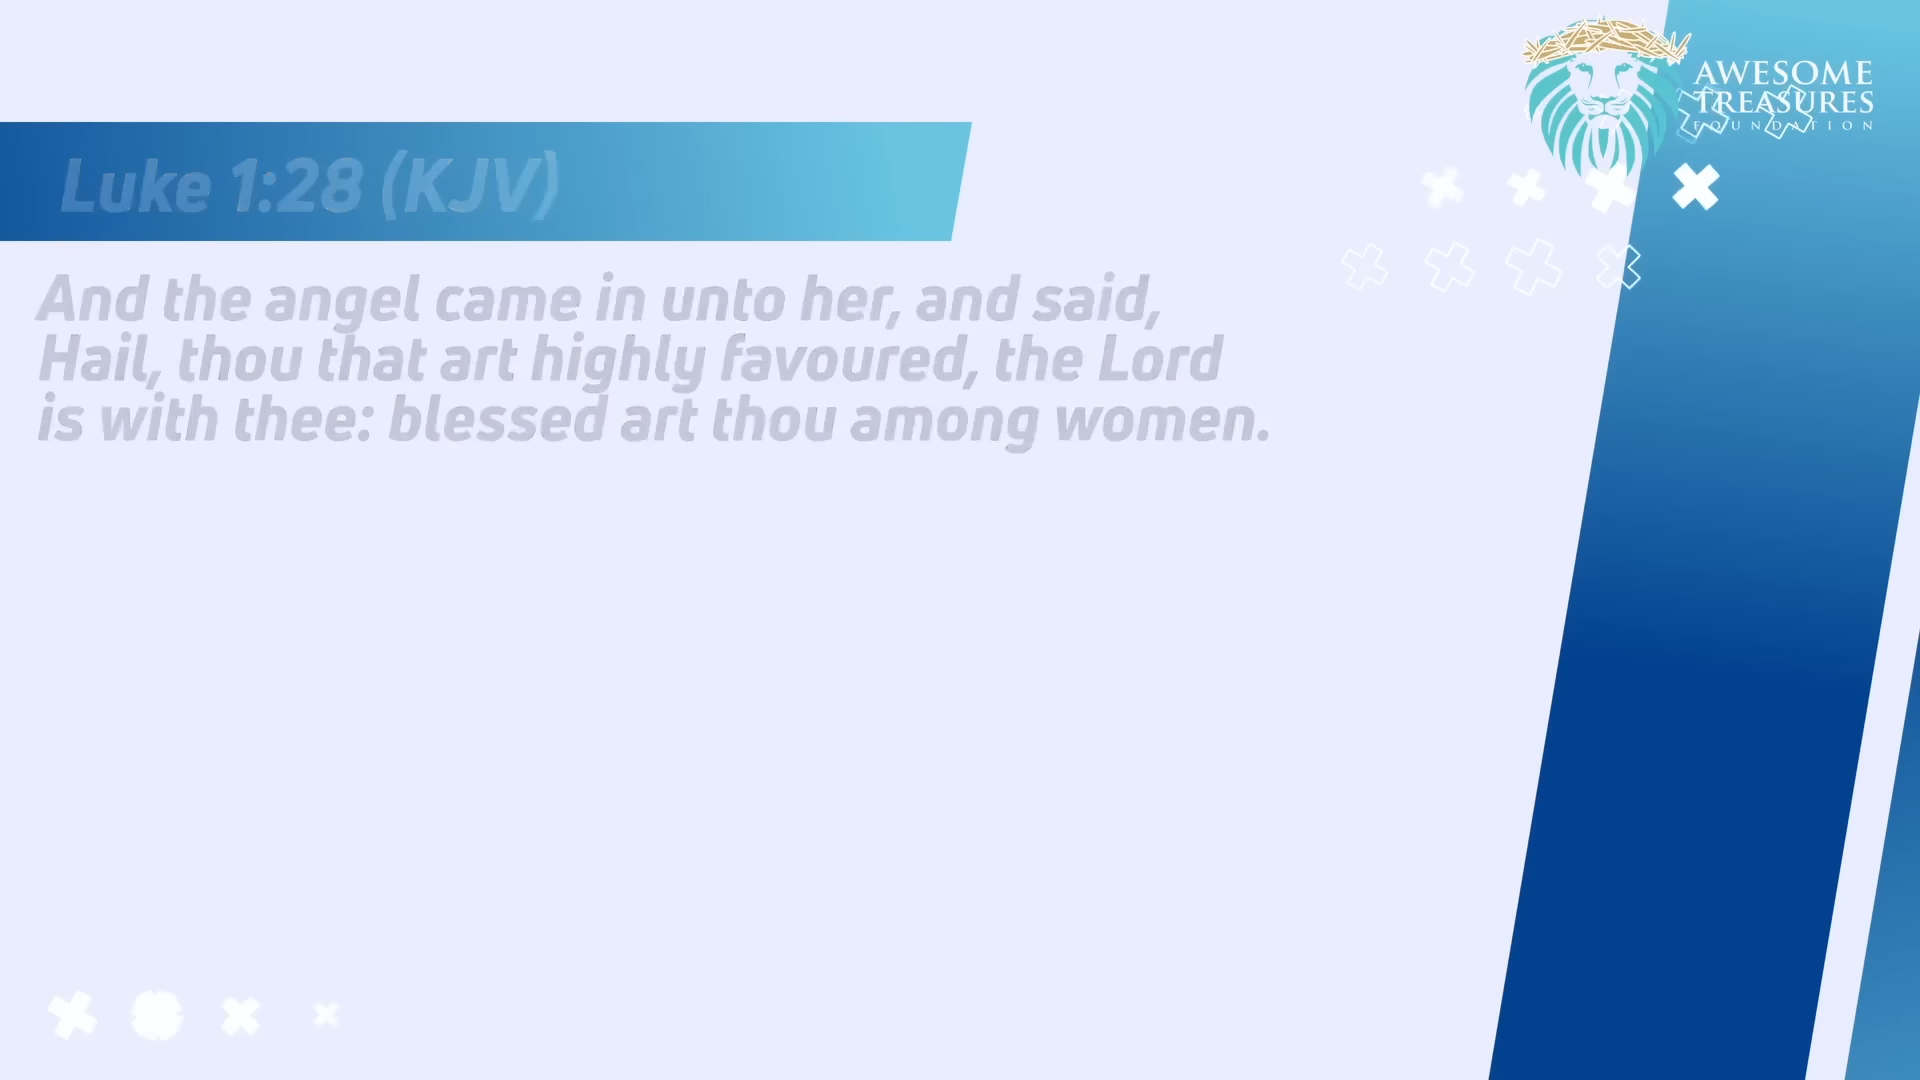 AWESOME
TREASURES
FOUNDATION
Luke 1:28 (KJV)
And the angel came in unto her, and said,
Hail, thou that art highly favoured, the Lord
is with thee: blessed art thou among women.